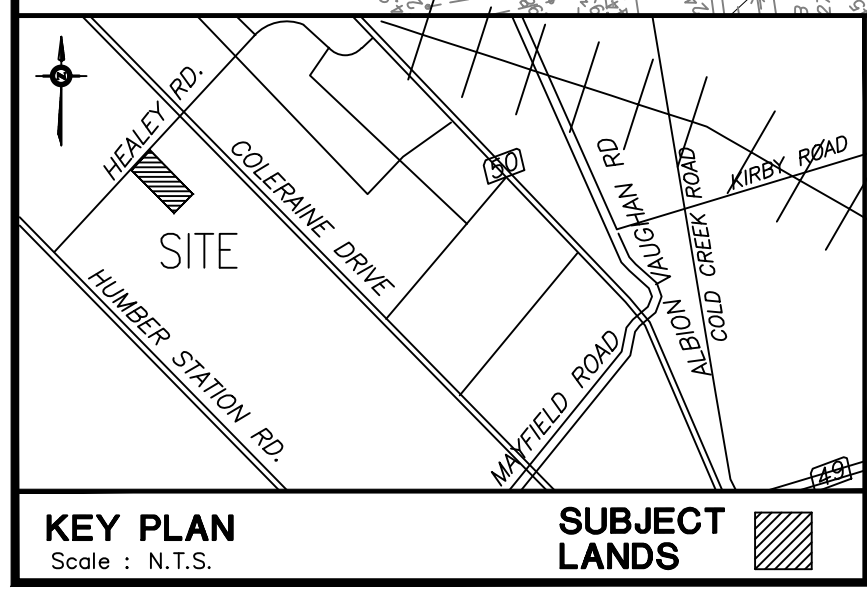 N
HEALEY RD.
COLERAINE DRIVE
50
ALBION VAUGHAN RD
COLD CREEK ROAD
KIRBY ROAD
SITE
HUMBER STATION RD.
MAYFIELD ROAD
49
KEY PLAN
Scale : N.T.S.
SUBJECT
LANDS